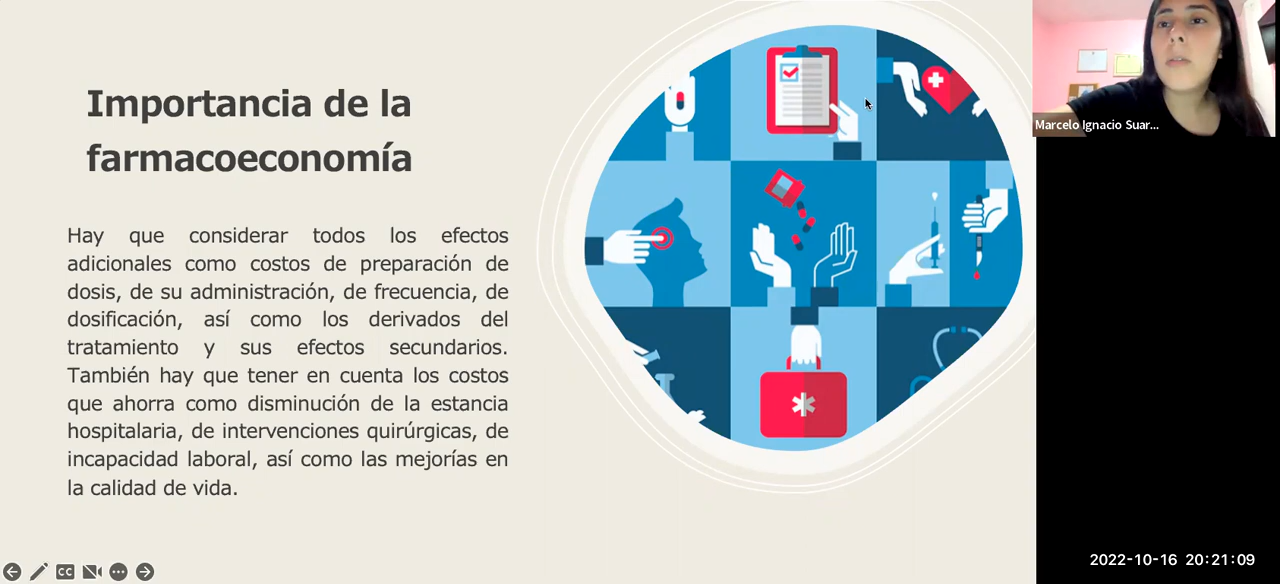 Importancia de la
farmacoeconomía
Hay que considerar todos los efectos
adicionales como costos de preparación de
dosis, de su administración, de frecuencia, de
dosificación, así como los derivados del
tratamiento y sus efectos secundarios.
También hay que tener en cuenta los costos
que ahorra como disminución de la estancia
hospitalaria, de intervenciones quirúrgicas, de
incapacidad laboral, así como las mejorías en
la calidad de vida.
Marcelo Ignacio Suar...
CC
2022-10-16 20:21:09